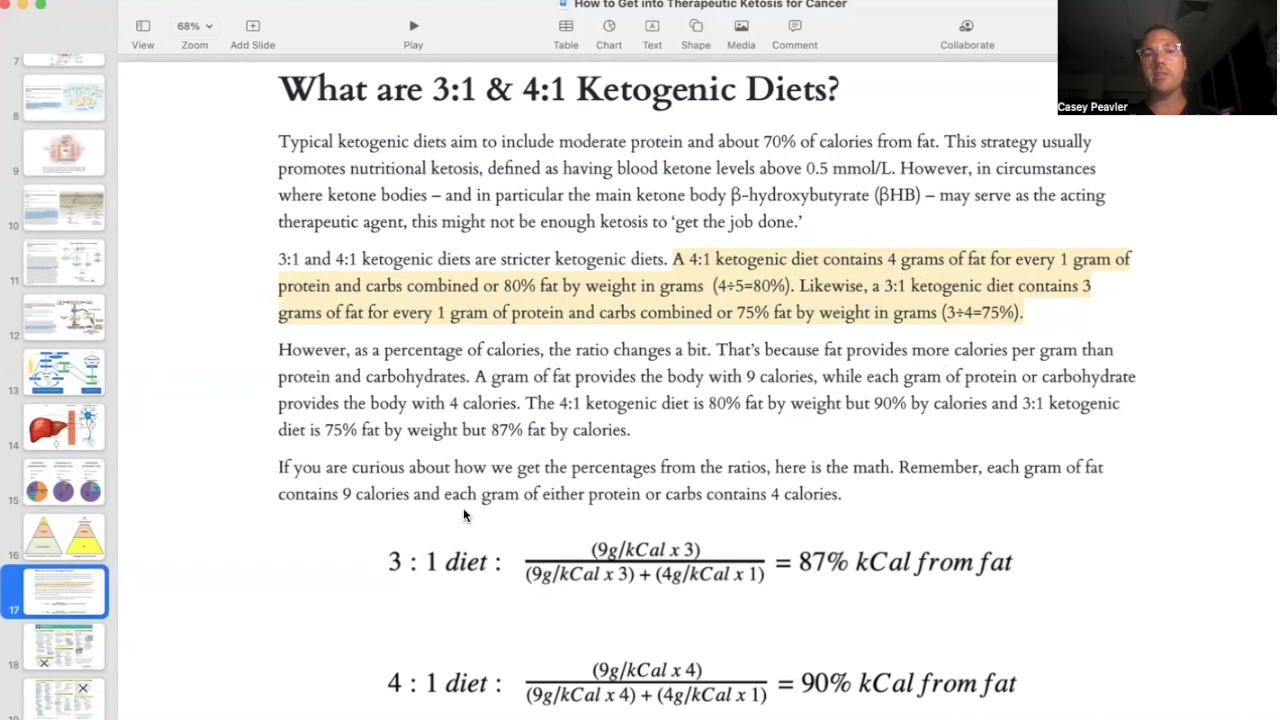 How to Get into Therapeutic Ketosis for Cancer
68%
View
Zoom
Add Slide
Play
Table
Chart
Text
Shape
Media
Comment
Collaborate
Casey Peavler
7
8
9
10
11
12
13
14
15
16
17
18
What are 3:1 & 4:1 Ketogenic Diets?
Typical ketogenic diets aim to include moderate protein and about 70% of calories from fat. This strategy usually
promotes nutritional ketosis, defined as having blood ketone levels above 0.5 mmol/L. However, in circumstances
where ketone bodies – and in particular the main ketone body β-hydroxybutyrate (βHB) – may serve as the acting
therapeutic agent, this might not be enough ketosis to ‘get the job done.’
3:1 and 4:1 ketogenic diets are stricter ketogenic diets. A 4:1 ketogenic diet contains 4 grams of fat for every 1 gram of
protein and carbs combined or 80% fat by weight in grams (4÷5=80%). Likewise, a 3:1 ketogenic diet contains 3
grams of fat for every 1 gram of protein and carbs combined or 75% fat by weight in grams (3÷4=75%).
However, as a percentage of calories, the ratio changes a bit. That’s because fat provides more calories per gram than
protein and carbohydrates. A gram of fat provides the body with 9 calories, while each gram of protein or carbohydrate
provides the body with 4 calories. The 4:1 ketogenic diet is 80% fat by weight but 90% by calories and 3:1 ketogenic
diet is 75% fat by weight but 87% fat by calories.
If you are curious about how we get the percentages from the ratios, here is the math. Remember, each gram of fat
contains 9 calories and each gram of either protein or carbs contains 4 calories.
3 : 1 diet : (9g/kCal x 3) / (9g/kCal x 3) + (4g/kCal x 1) = 87% kCal from fat
4 : 1 diet : (9g/kCal x 4) / (9g/kCal x 4) + (4g/kCal x 1) = 90% kCal from fat